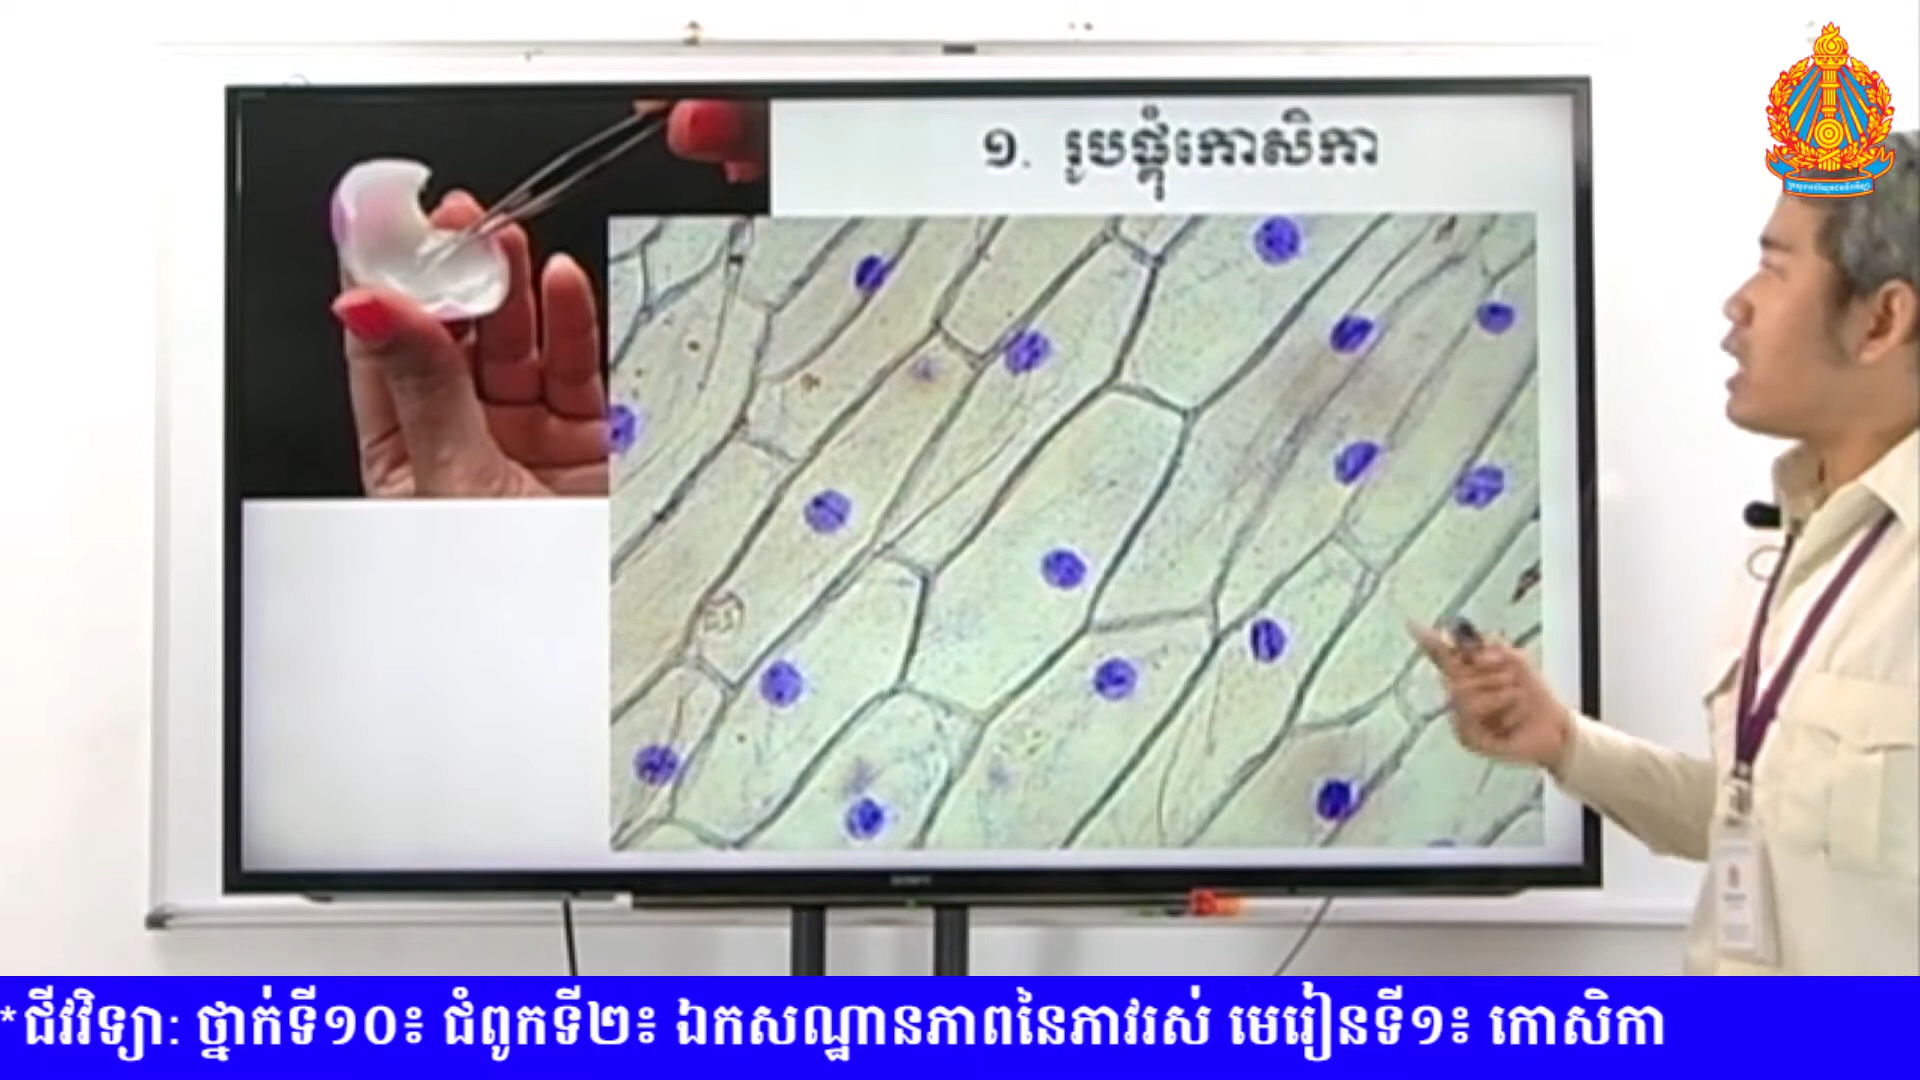 ១. រូបផ្គុំកោសិកា
*ជីវវិទ្យា: ថ្នាក់ទី១០៖ ជំពូកទី២៖ ឯកសណ្ឋានភាពនៃភាវរស់ មេរៀនទី១៖ កោសិកា